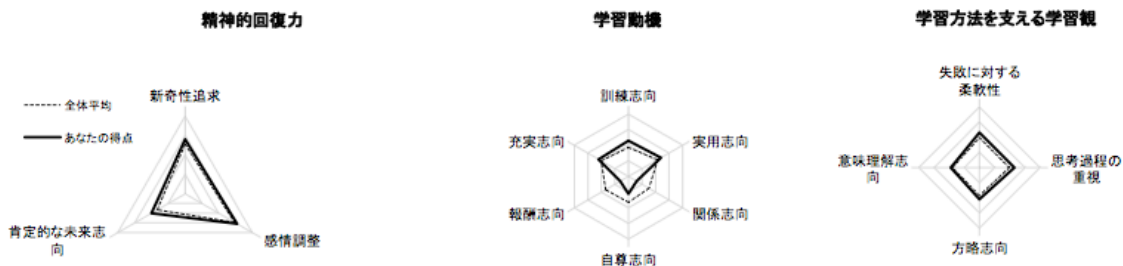 精神的回復力
学習動機
学習方法を支える学習観
全体平均
あなたの得点
新奇性追求
肯定的な未来志
向
感情調整
訓練志向
充実志向
実用志向
報酬志向
関係志向
自尊志向
失敗に対する
柔軟性
意味理解志
向
思考過程の
重視
方略志向